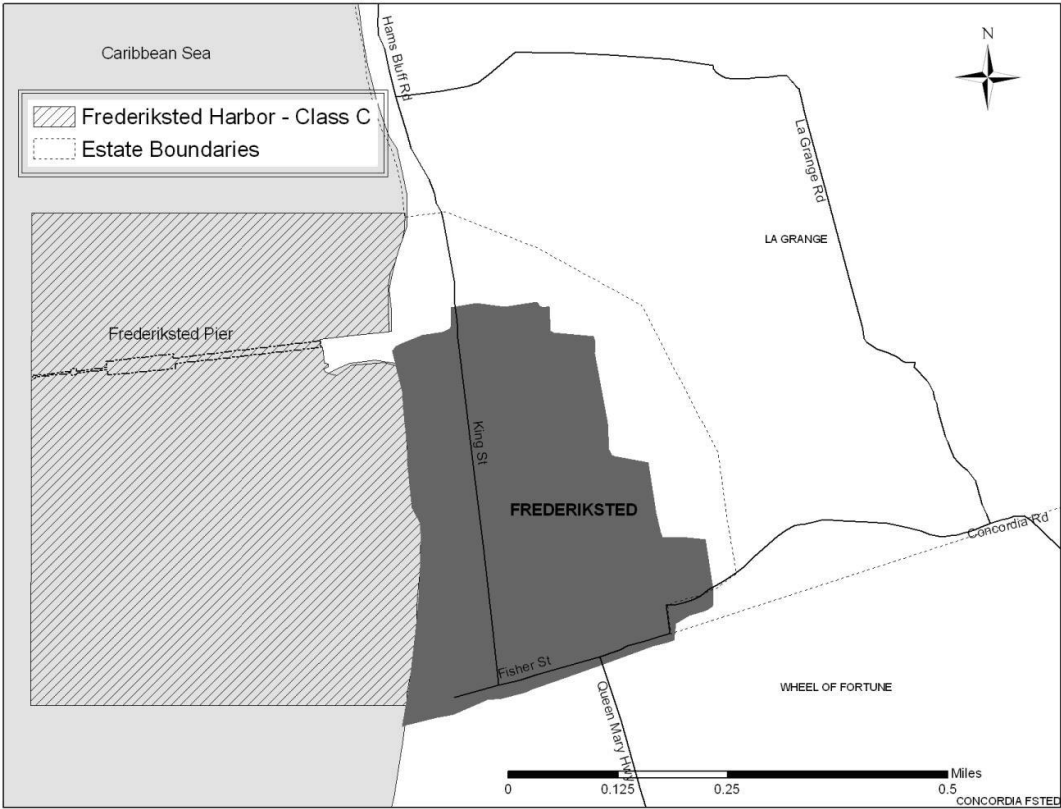 Caribbean Sea
Hams Bluff Rd
N
Frederiksted Harbor - Class C
Estate Boundaries
La Grange Rd
LA GRANGE
Frederiksted Pier
King St
FREDERIKSTED
Concordia Rd
Fisher St
WHEEL OF FORTUNE
Queen Mary Hwy
Miles
0 0.125 0.25 0.5
CONCORDIA FSTED